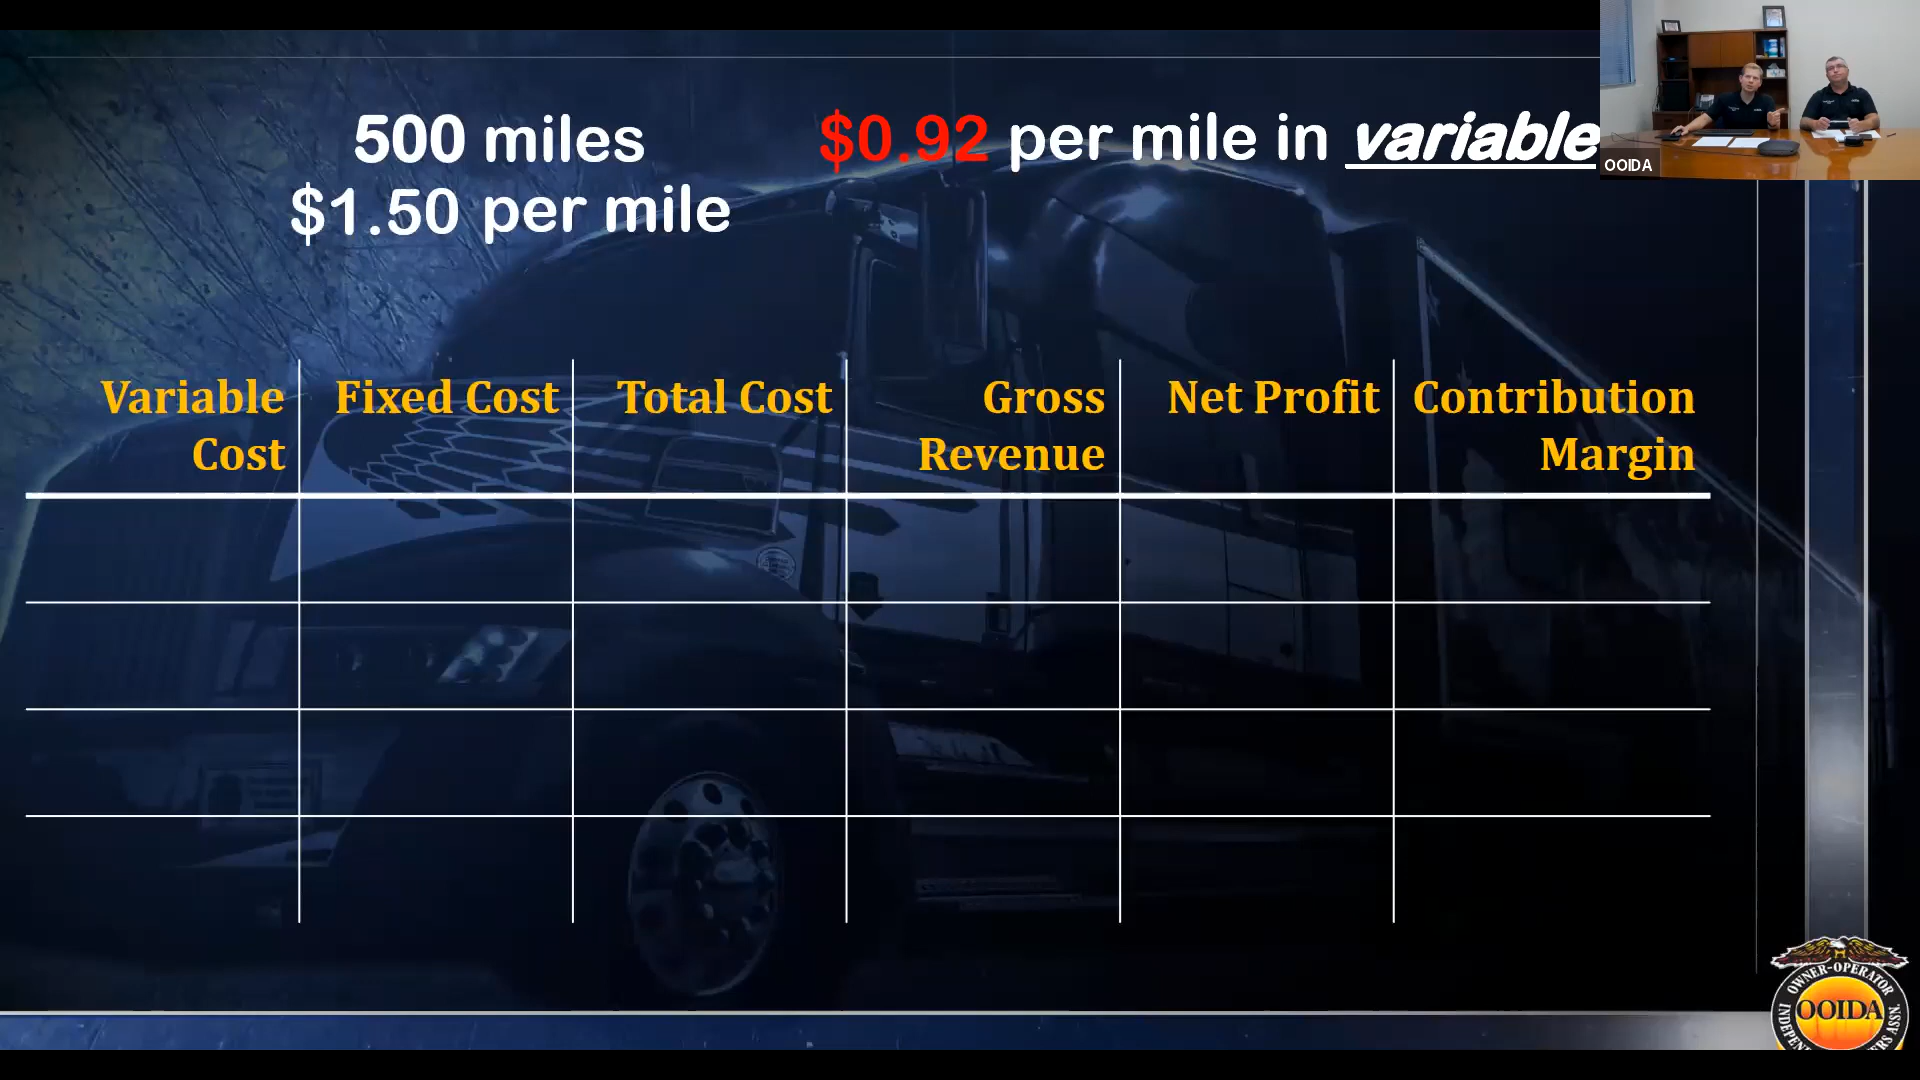 500 miles
$1.50 per mile
$0.92 per mile in variable
OOIDA
Variable Cost
Fixed Cost
Total Cost
Gross Revenue
Net Profit
Contribution Margin
OWNER-OPERATOR
OOIDA